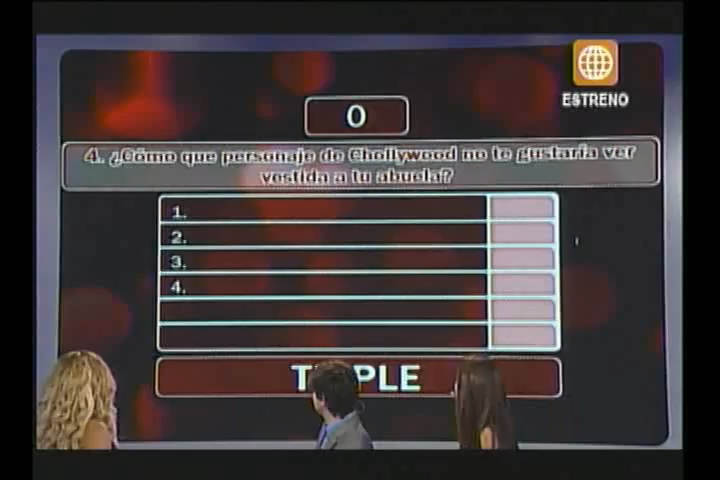 ESTRENO
0
4. ¿Cómo que personaje de Chollywood no te gustaría ver
vestida a tu abuela?
1.
2.
3.
4.
T PLE